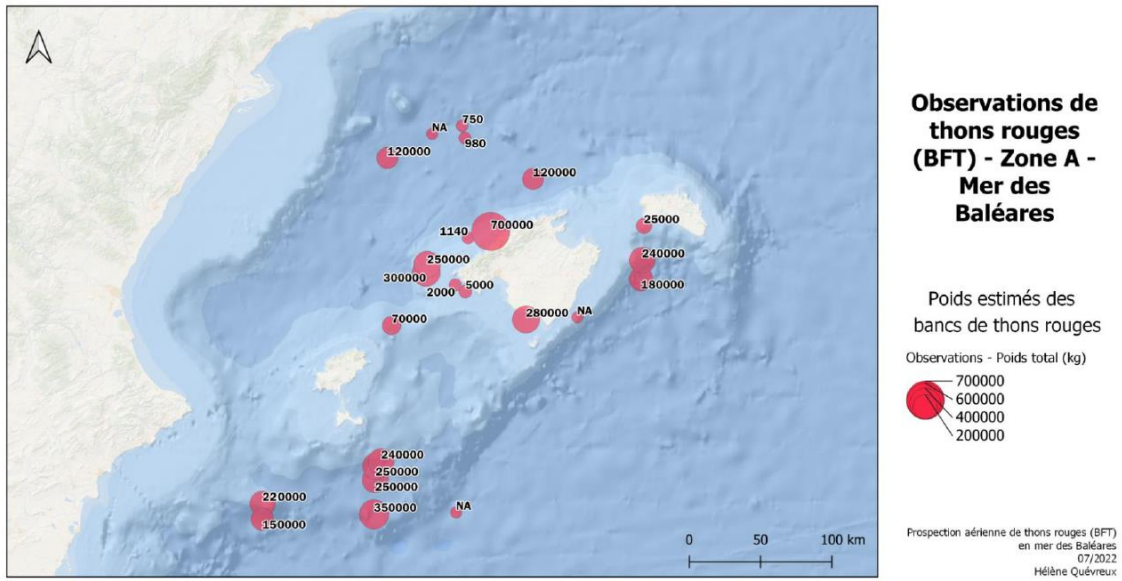 NA
750
980
120000
120000
25000
1140
700000
250000
240000
300000
180000
2000
5000
70000
280000
NA
240000
250000
250000
220000
350000
NA
150000
0 50 100 km
Observations de
thons rouges
(BFT) - Zone A -
Mer des
Baléares
Poids estimés des
bancs de thons rouges
Observations - Poids total (kg)
700000
600000
400000
200000
Prospection aérienne de thons rouges (BFT)
en mer des Baléares
07/2022
Hélène Quévreux